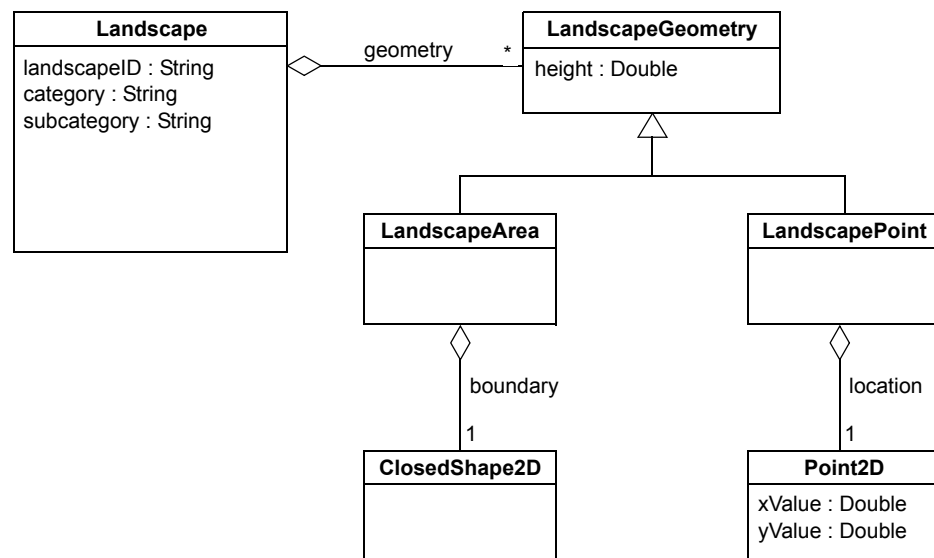 Landscape
landscapeID : String
category : String
subcategory : String
geometry
*
LandscapeGeometry
height : Double
LandscapeArea
LandscapePoint
boundary
1
location
1
ClosedShape2D
Point2D
xValue : Double
yValue : Double